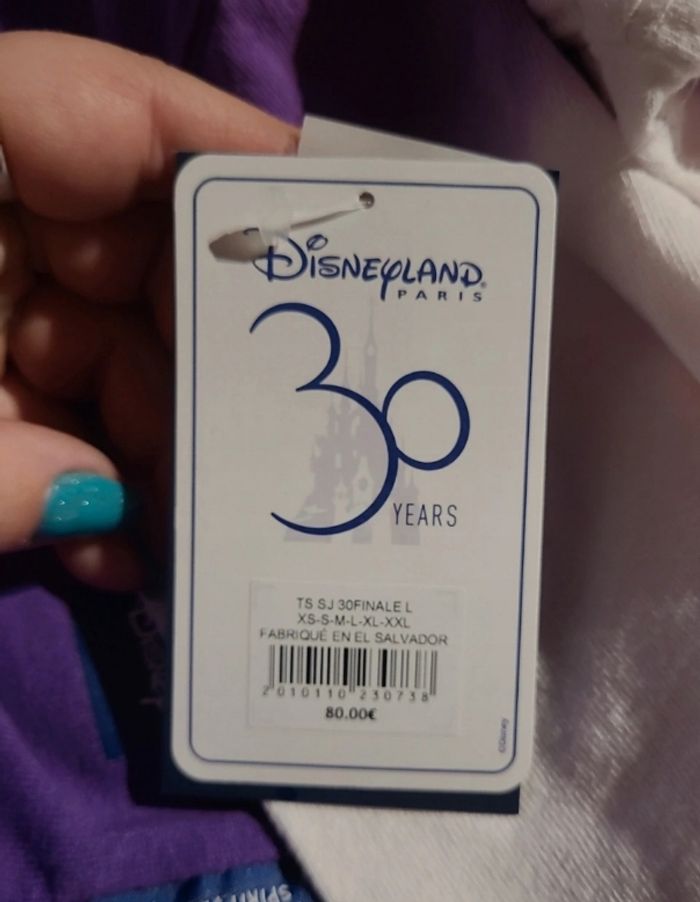 DISNEYLAND®
PARIS
30
YEARS
TS SJ 30FINALE L
XS-S-M-L-XL-XXL
FABRIQUÉ EN EL SALVADOR
2 010110 230738
80.00€
©DISNEY